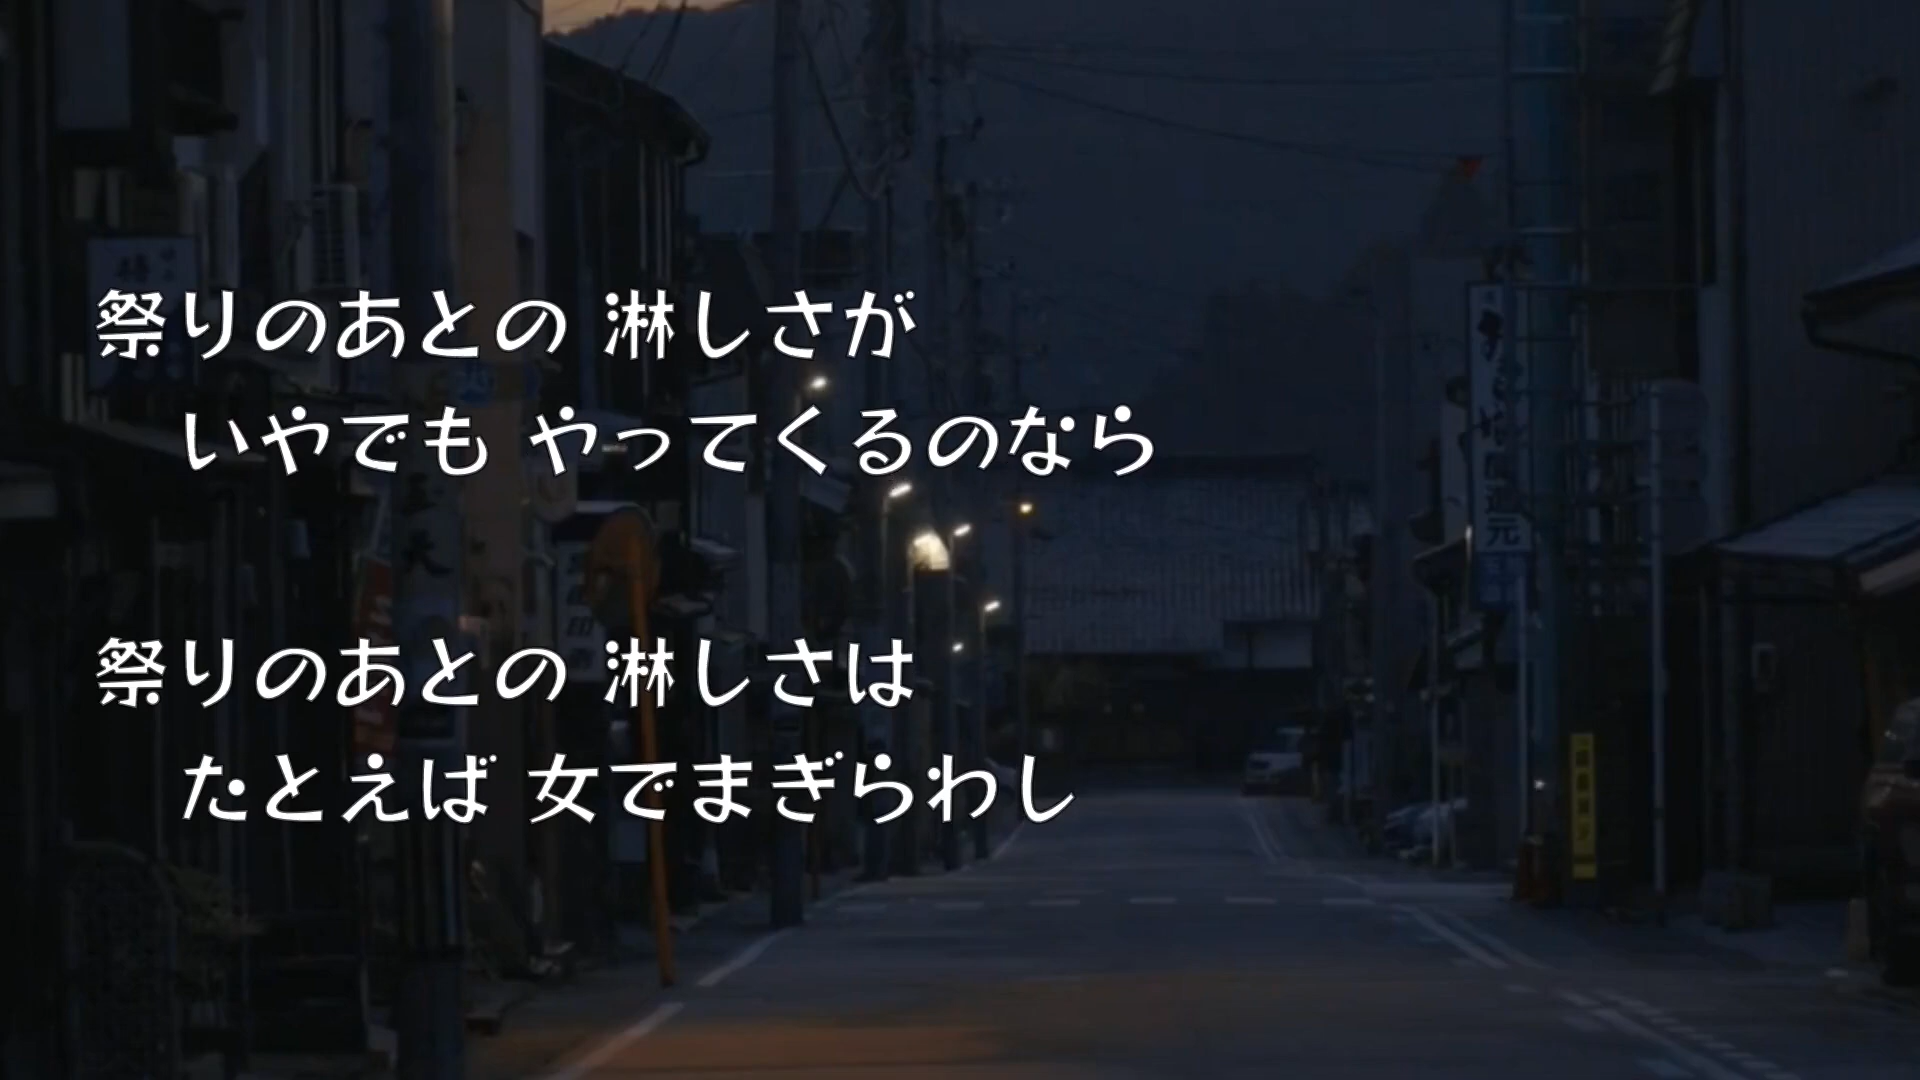 祭りのあとの 淋しさが
いやでも やってくるのなら
祭りのあとの 淋しさは
たとえば 女でまぎらわし